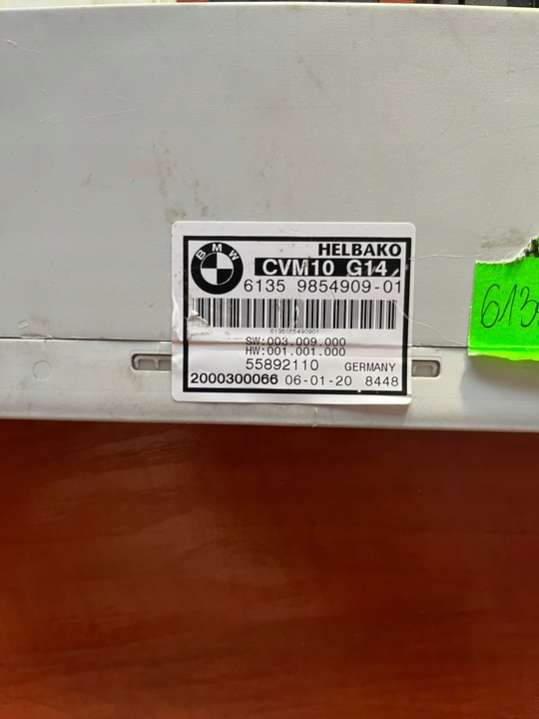 BMW
HELBAKO
CVM10 G14
6135 9854909-01
SW:003.009.000
HW:001.001.000
55892110 GERMANY
2000300066 06-01-20 8448